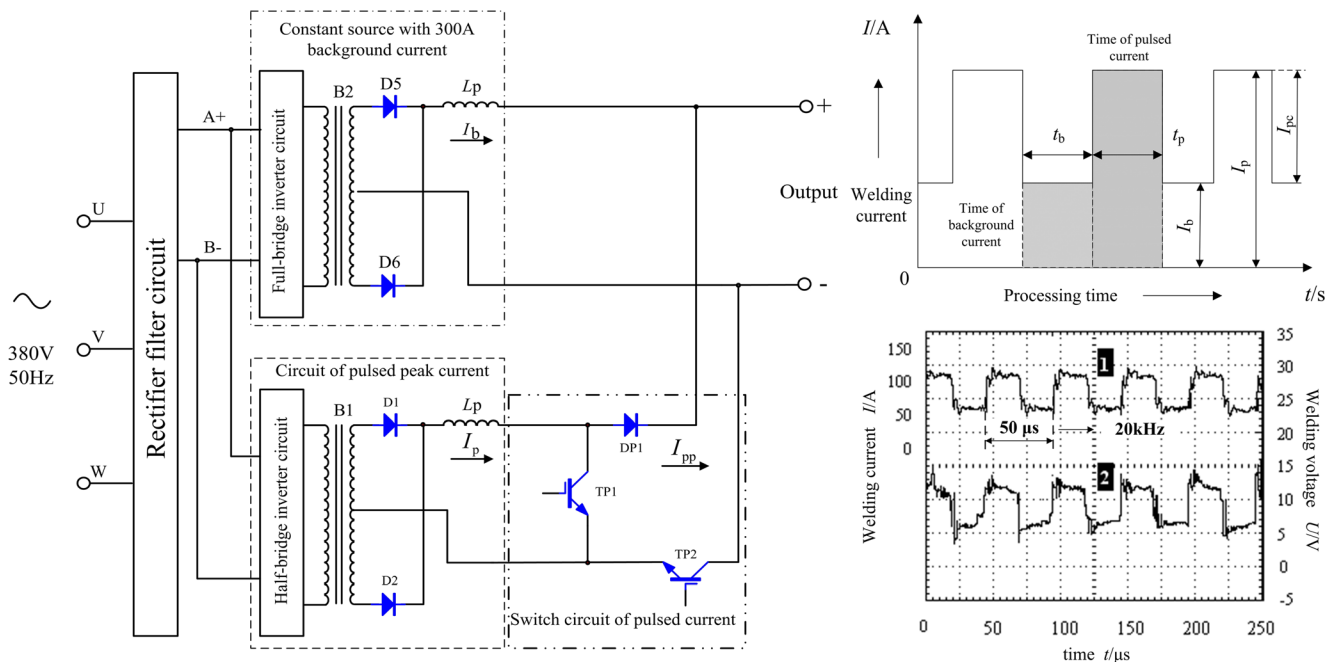 Constant source with 300A
background current
Rectifier filter circuit
U
V
W
380V
50Hz
A+
B-
Full-bridge inverter circuit
B2
D5
D6
Lp
Ib
+
Output
-
Circuit of pulsed peak current
Half-bridge inverter circuit
B1
D1
D2
Lp
Ip
DP1
Ipp
TP1
TP2
Switch circuit of pulsed current
I/A
Time of pulsed
current
tb
tp
Ipc
Ip
Ib
Welding
current
Time of
background
current
0
t/s
Processing time
Welding current I/A
150
100
50
0
1
50 μs
20kHz
2
35
30
25
20
15
10
5
0
-5
Welding voltage U/V
0
50
100
150
200
250
time t/μs